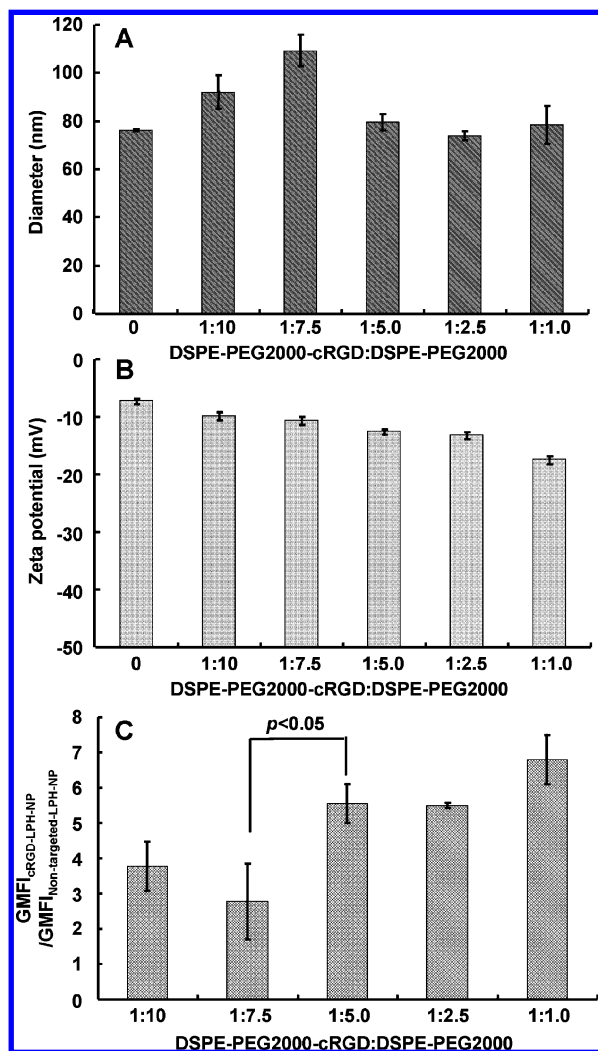 A
120
100
80
60
40
20
0
Diameter (nm)
0 1:10 1:7.5 1:5.0 1:2.5 1:1.0
DSPE-PEG2000-cRGD:DSPE-PEG2000
B
0
-10
-20
-30
-40
-50
Zeta potential (mV)
0 1:10 1:7.5 1:5.0 1:2.5 1:1.0
DSPE-PEG2000-cRGD:DSPE-PEG2000
C
p<0.05
8
7
6
5
4
3
2
1
0
GMFIcRGD-LPH-NP
/GMFINon-targeted-LPH-NP
1:10 1:7.5 1:5.0 1:2.5 1:1.0
DSPE-PEG2000-cRGD:DSPE-PEG2000